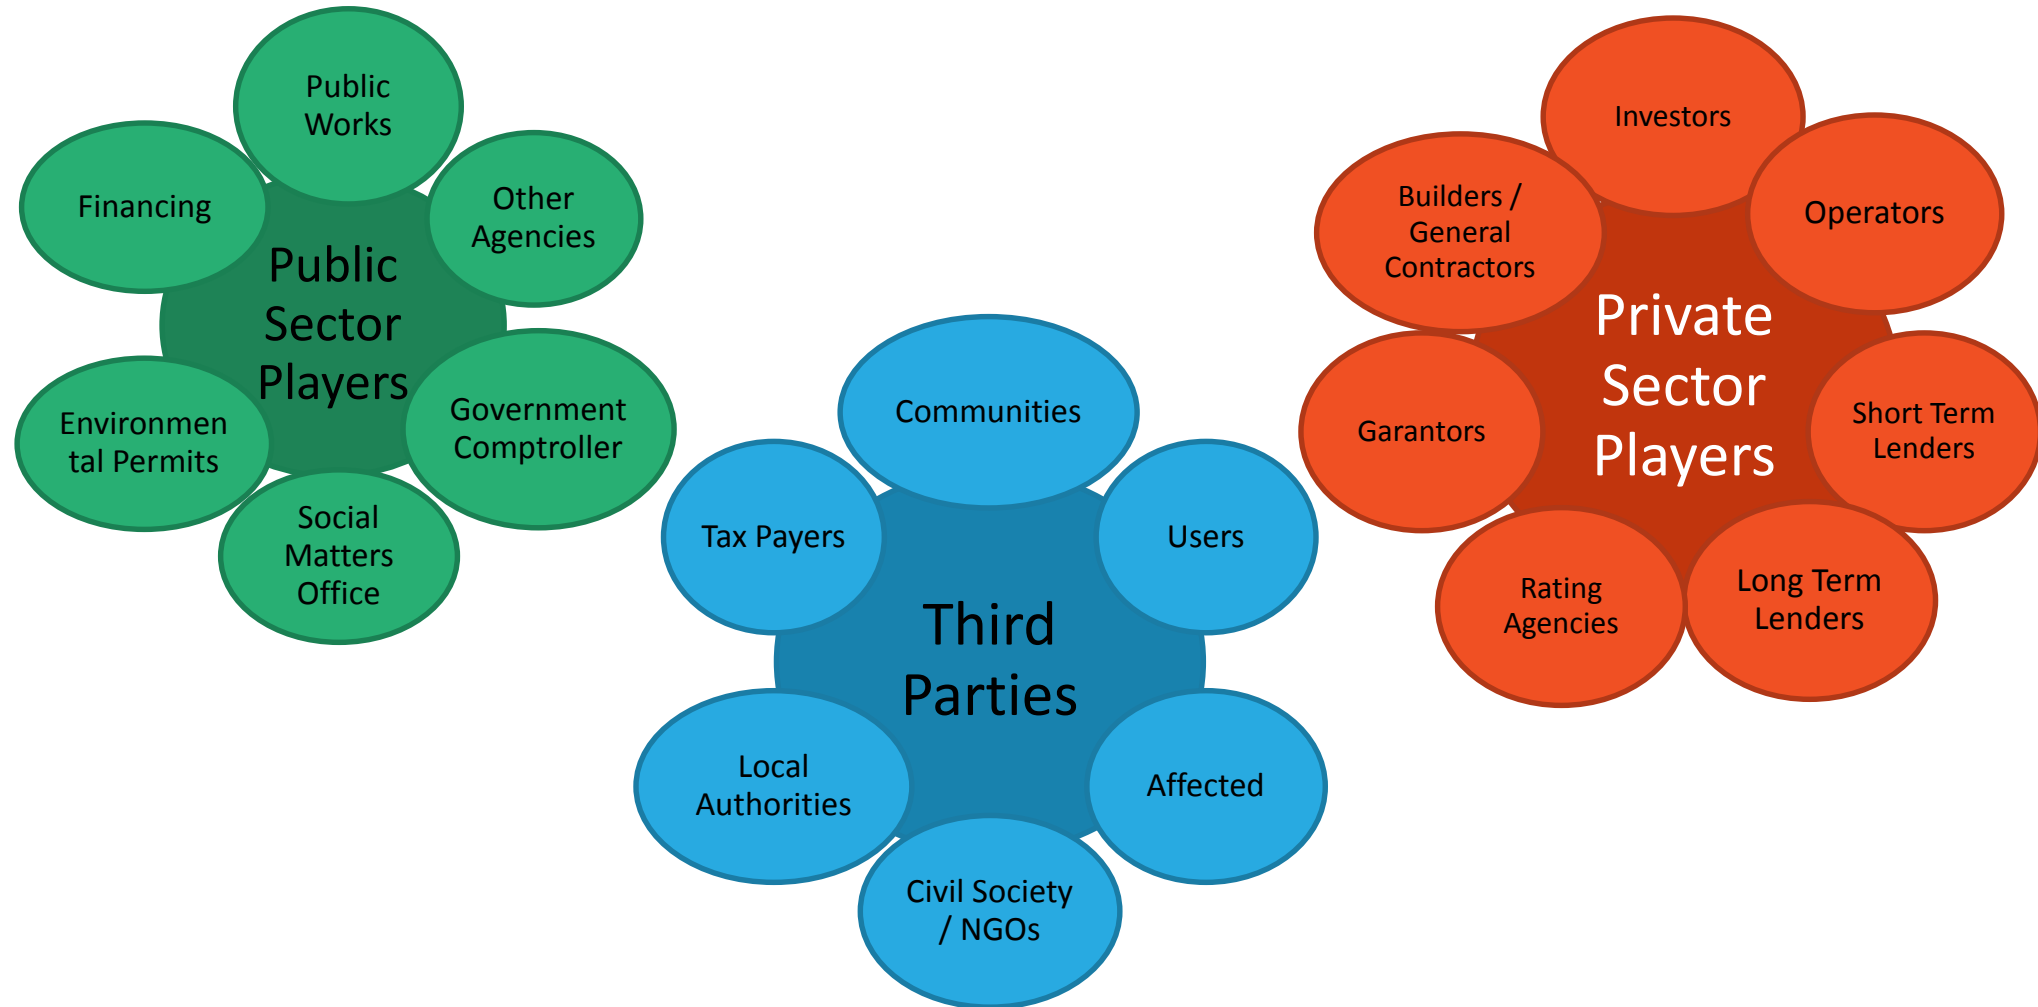 Public
Works
Financing
Other
Agencies
Public
Sector
Players
Environmen
tal Permits
Government
Comptroller
Social
Matters
Office
Communities
Tax Payers
Users
Third
Parties
Local
Authorities
Affected
Civil Society
/ NGOs
Investors
Builders /
General
Contractors
Operators
Private
Sector
Players
Garantors
Short Term
Lenders
Rating
Agencies
Long Term
Lenders